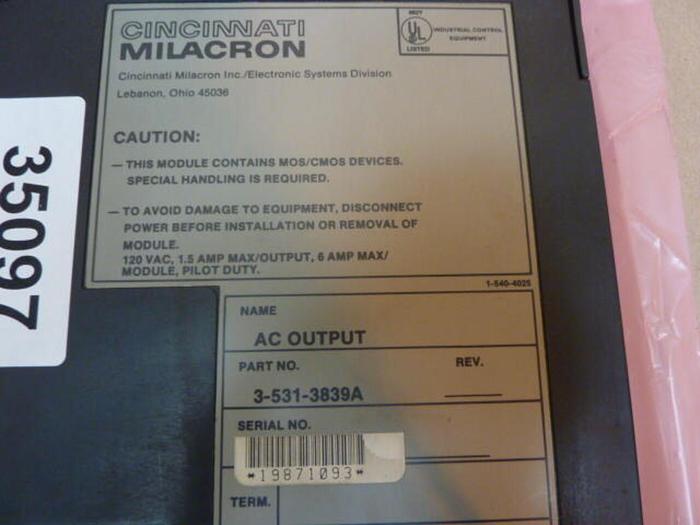 CINCINNATI
MILACRON
96ZY
UL
LISTED
INDUSTRIAL CONTROL
EQUIPMENT
Cincinnati Milacron Inc./Electronic Systems Division
Lebanon, Ohio 45036
CAUTION:
— THIS MODULE CONTAINS MOS/CMOS DEVICES.
SPECIAL HANDLING IS REQUIRED.
— TO AVOID DAMAGE TO EQUIPMENT, DISCONNECT
POWER BEFORE INSTALLATION OR REMOVAL OF
MODULE.
120 VAC, 1.5 AMP MAX/OUTPUT, 6 AMP MAX/
MODULE, PILOT DUTY.
1-540-4025
NAME
AC OUTPUT
PART NO.
REV.
3-531-3839A
SERIAL NO.
*19871093*
TERM.
35097